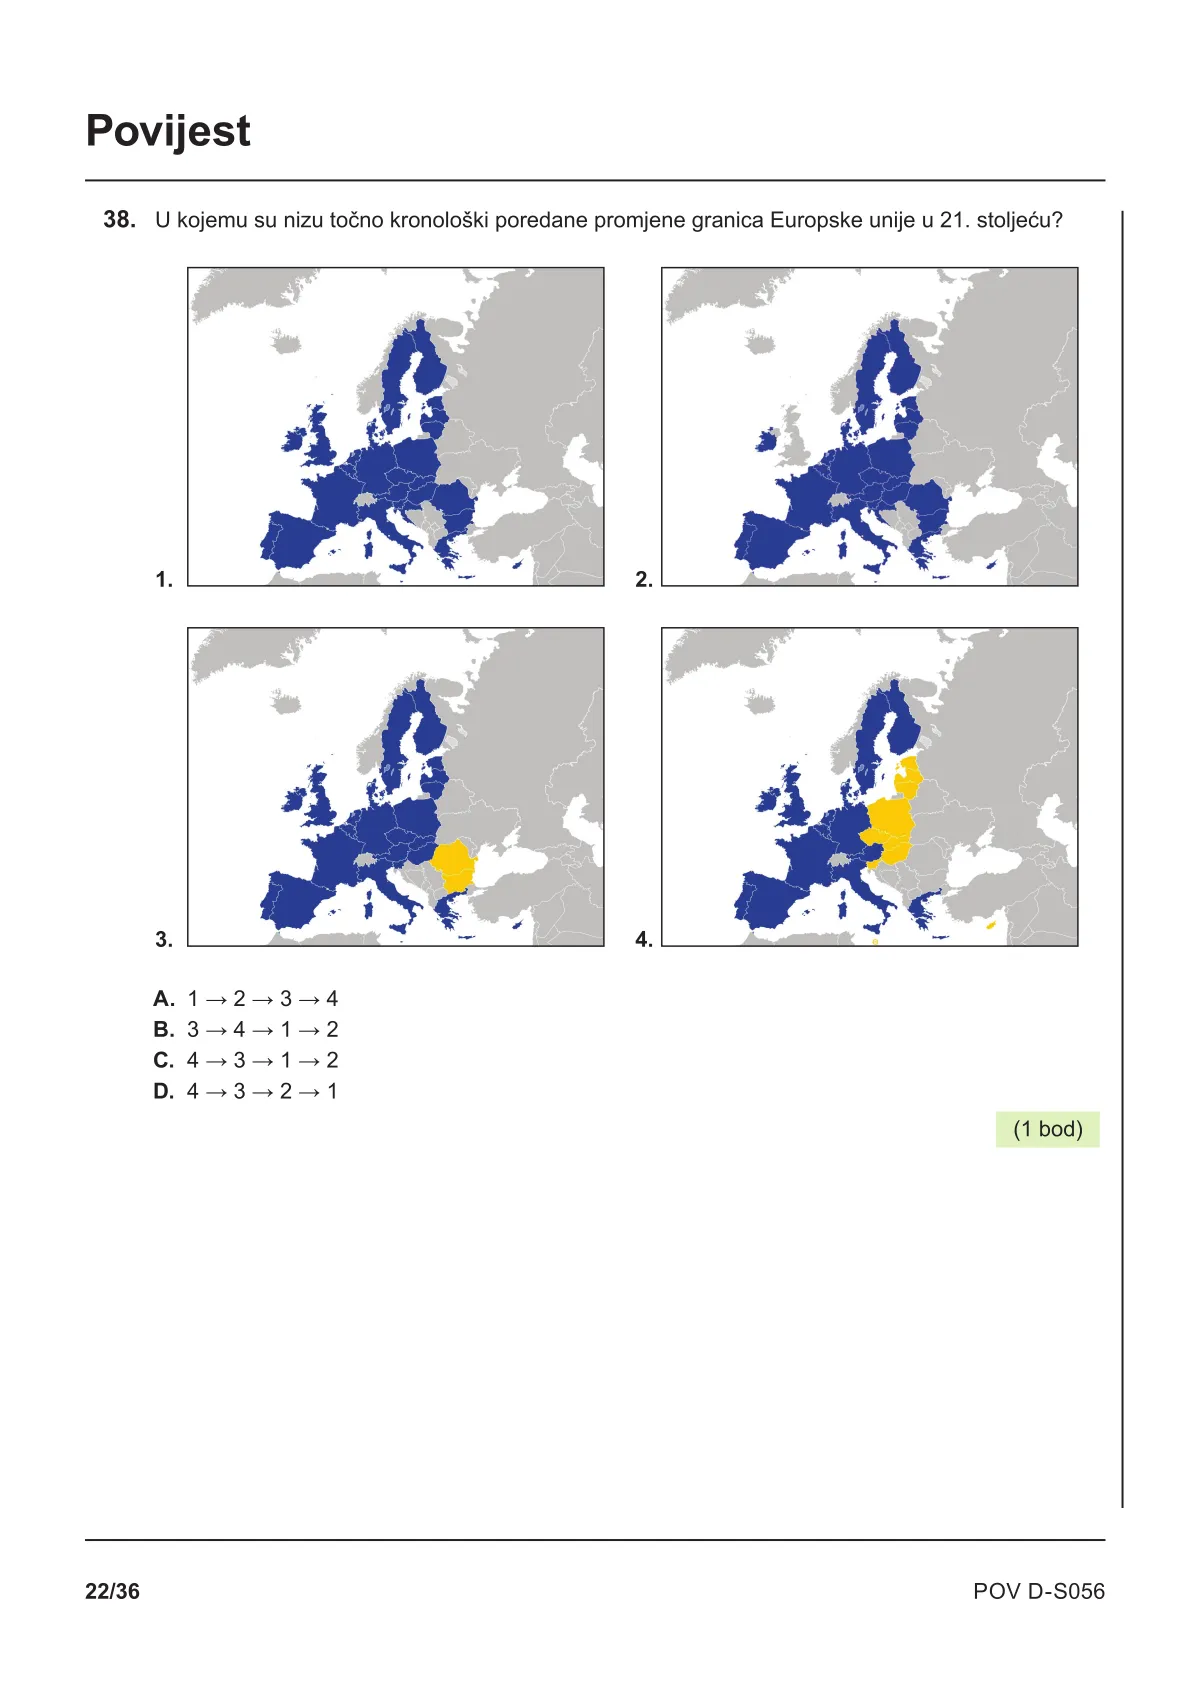 Povijest
38. U kojemu su nizu točno kronološki poredane promjene granica Europske unije u 21. stoljeću?
1.
2.
3.
4.
A. 1 → 2 → 3 → 4
B. 3 → 4 → 1 → 2
C. 4 → 3 → 1 → 2
D. 4 → 3 → 2 → 1
(1 bod)
22/36
POV D-S056